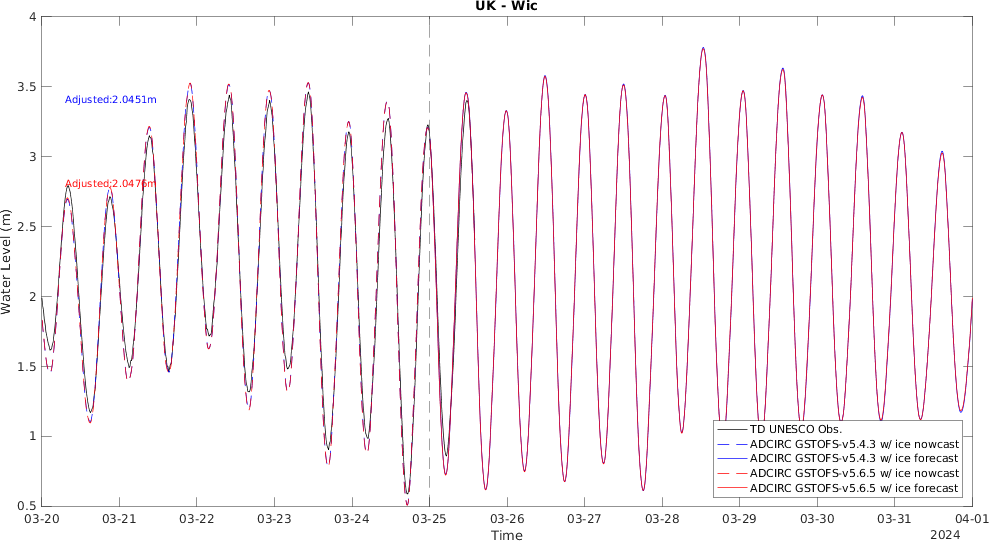 UK - Wic
4
3.5
3
2.5
2
1.5
1
0.5
Water Level (m)
Adjusted:2.0451m
Adjusted:2.0476m
TD UNESCO Obs.
ADCIRC GSTOFS-v5.4.3 w/ ice nowcast
ADCIRC GSTOFS-v5.4.3 w/ ice forecast
ADCIRC GSTOFS-v5.6.5 w/ ice nowcast
ADCIRC GSTOFS-v5.6.5 w/ ice forecast
03-20 03-21 03-22 03-23 03-24 03-25 03-26 03-27 03-28 03-29 03-30 03-31 04-01
Time
2024